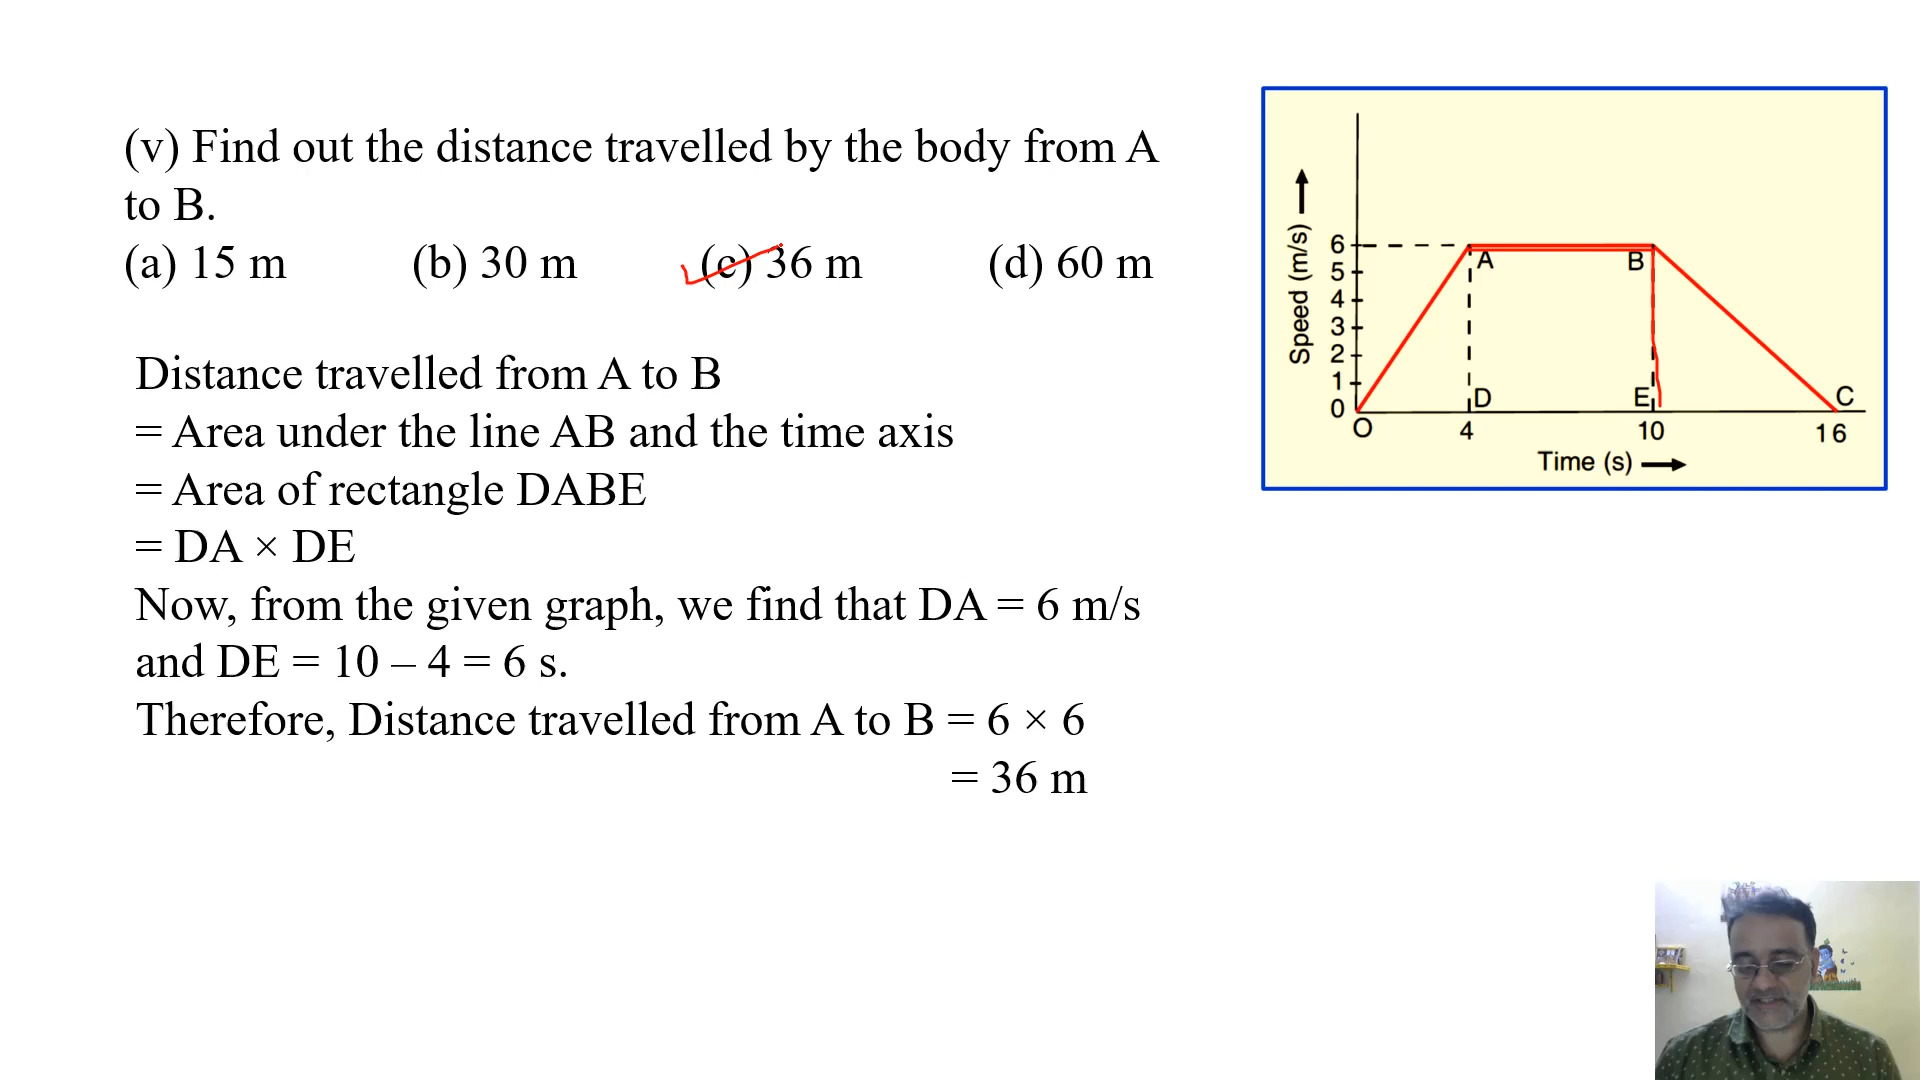 (v) Find out the distance travelled by the body from A
to B.
(a) 15 m (b) 30 m (c) 36 m (d) 60 m
Distance travelled from A to B
= Area under the line AB and the time axis
= Area of rectangle DABE
= DA × DE
Now, from the given graph, we find that DA = 6 m/s
and DE = 10 – 4 = 6 s.
Therefore, Distance travelled from A to B = 6 × 6
= 36 m
Speed (m/s)
6
5
4
3
2
1
0
A B
D E C
O 4 10 16
Time (s)